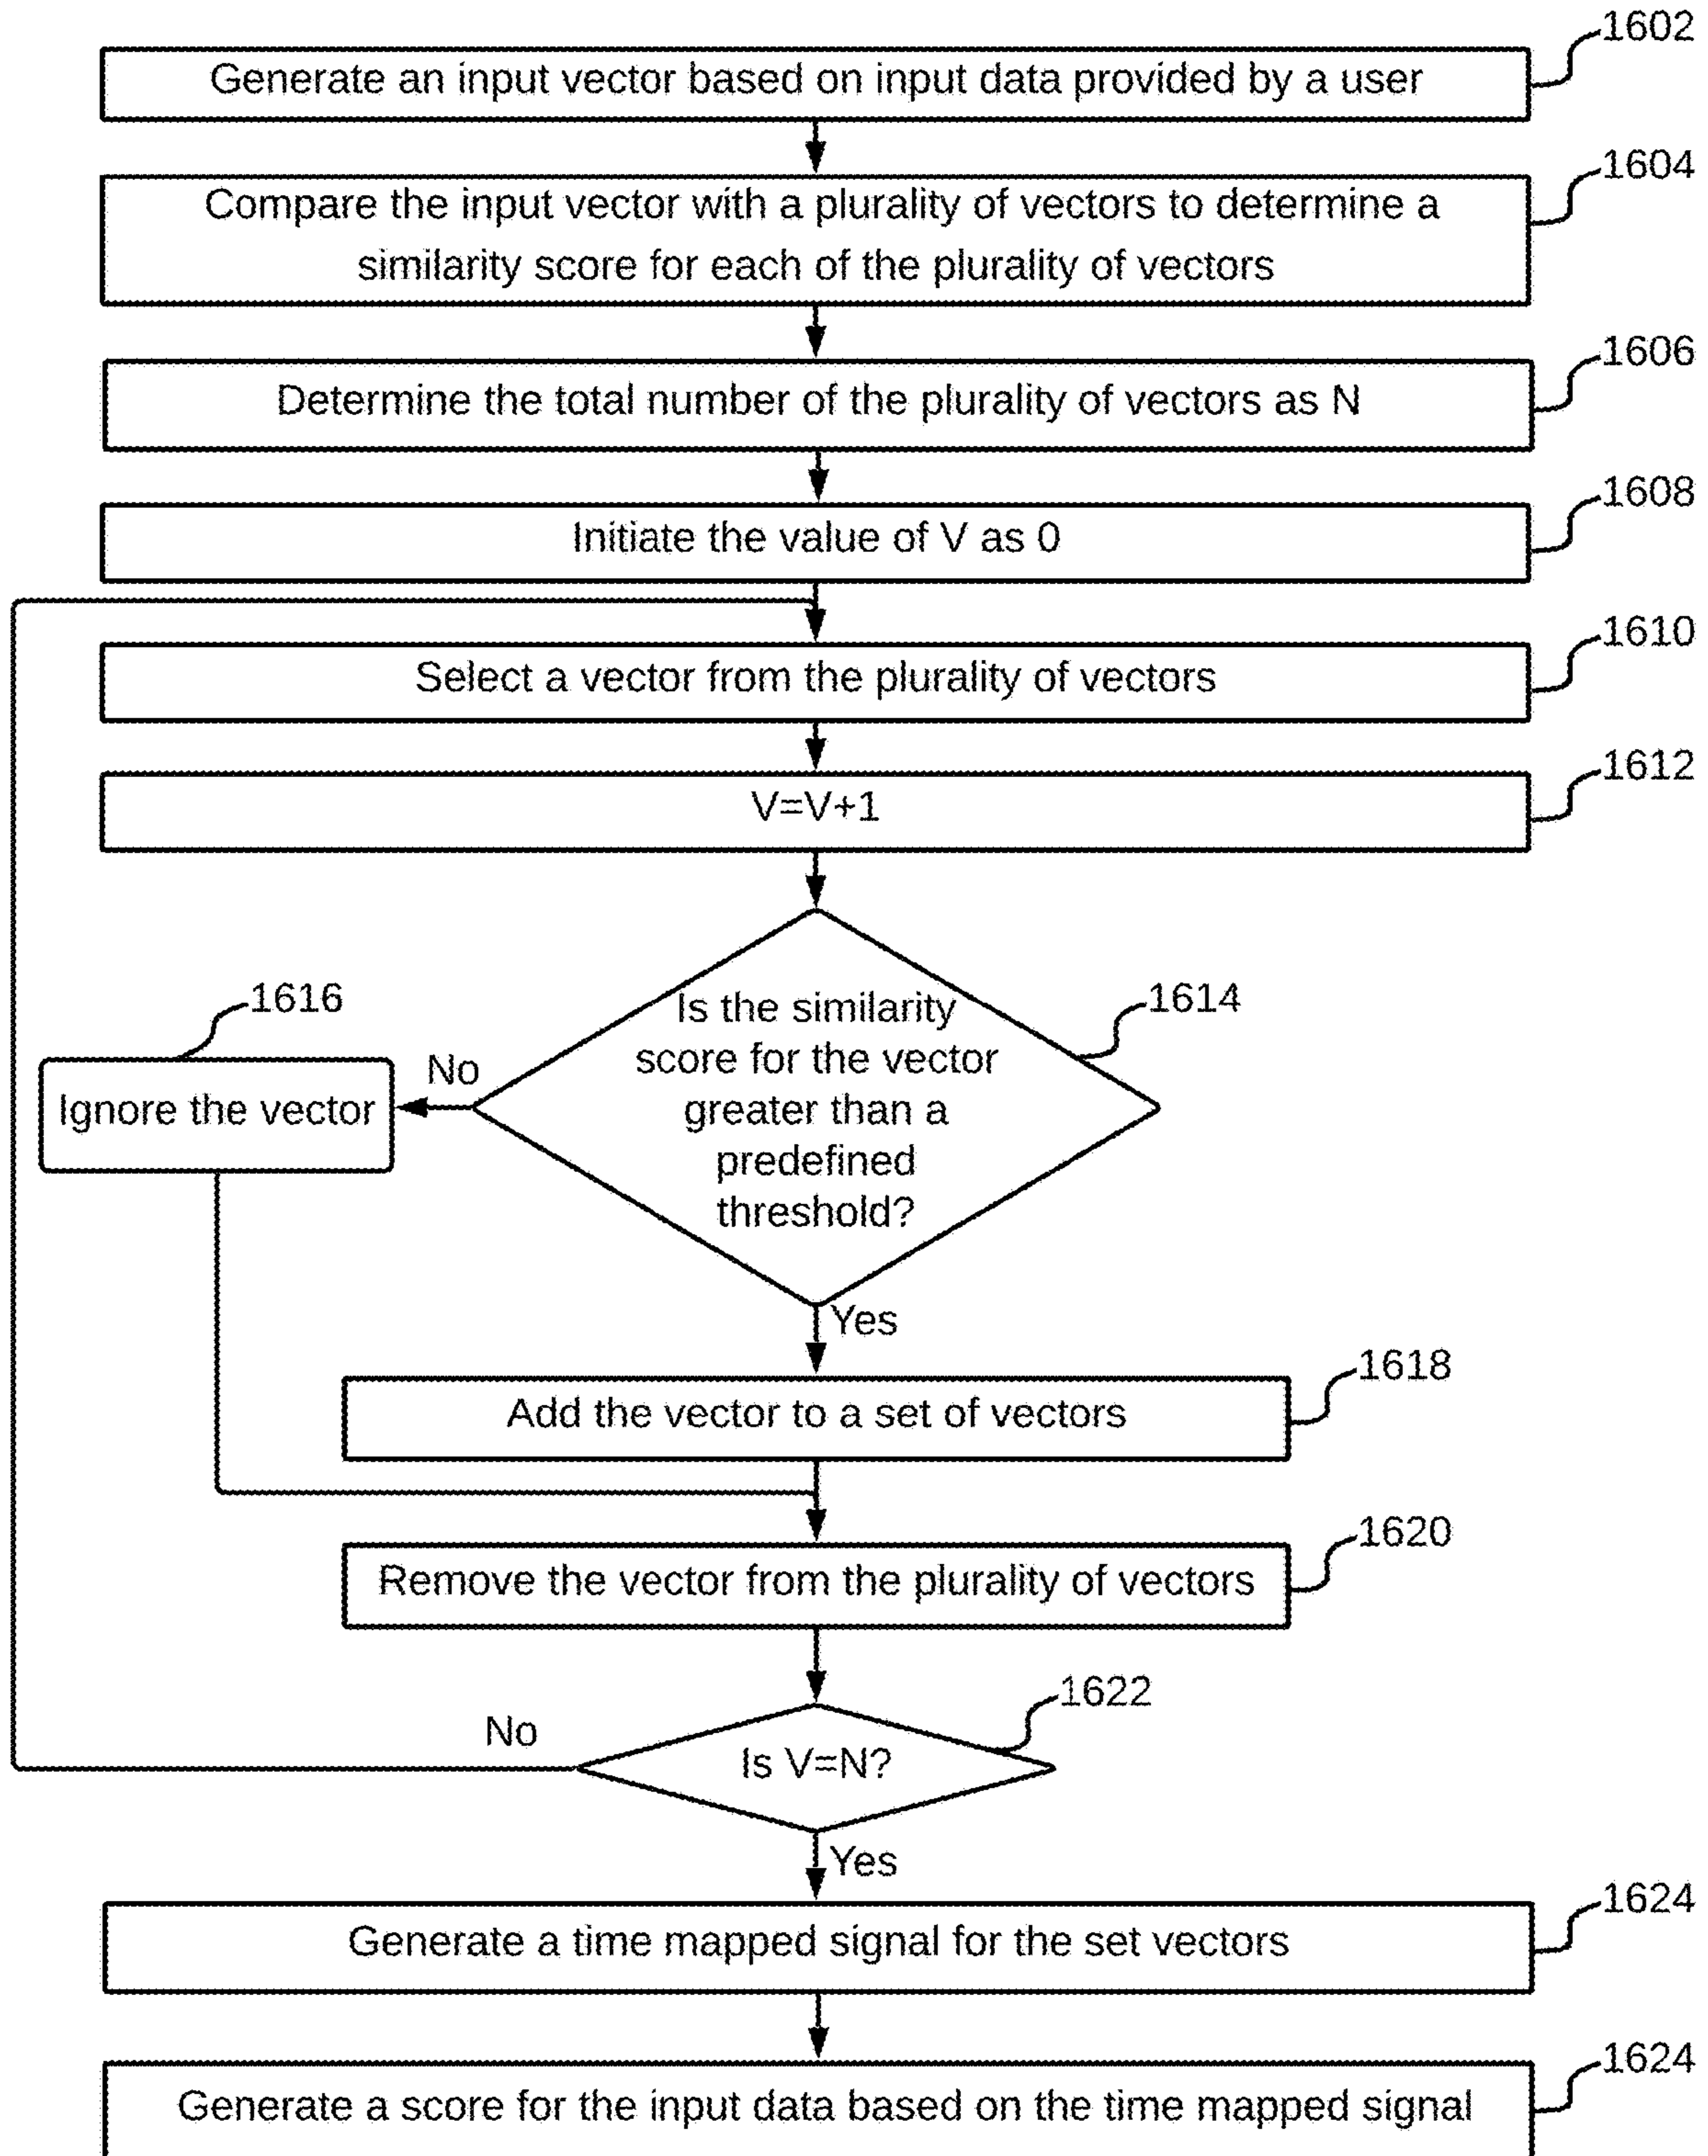 1602
Generate an input vector based on input data provided by a user
1604
Compare the input vector with a plurality of vectors to determine a
similarity score for each of the plurality of vectors
1606
Determine the total number of the plurality of vectors as N
1608
Initiate the value of V as 0
1610
Select a vector from the plurality of vectors
1612
V=V+1
1614
Is the similarity
score for the vector
greater than a
predefined
threshold?
No
1616
Ignore the vector
Yes
1618
Add the vector to a set of vectors
1620
Remove the vector from the plurality of vectors
1622
Is V=N?
No
Yes
1624
Generate a time mapped signal for the set vectors
1624
Generate a score for the input data based on the time mapped signal